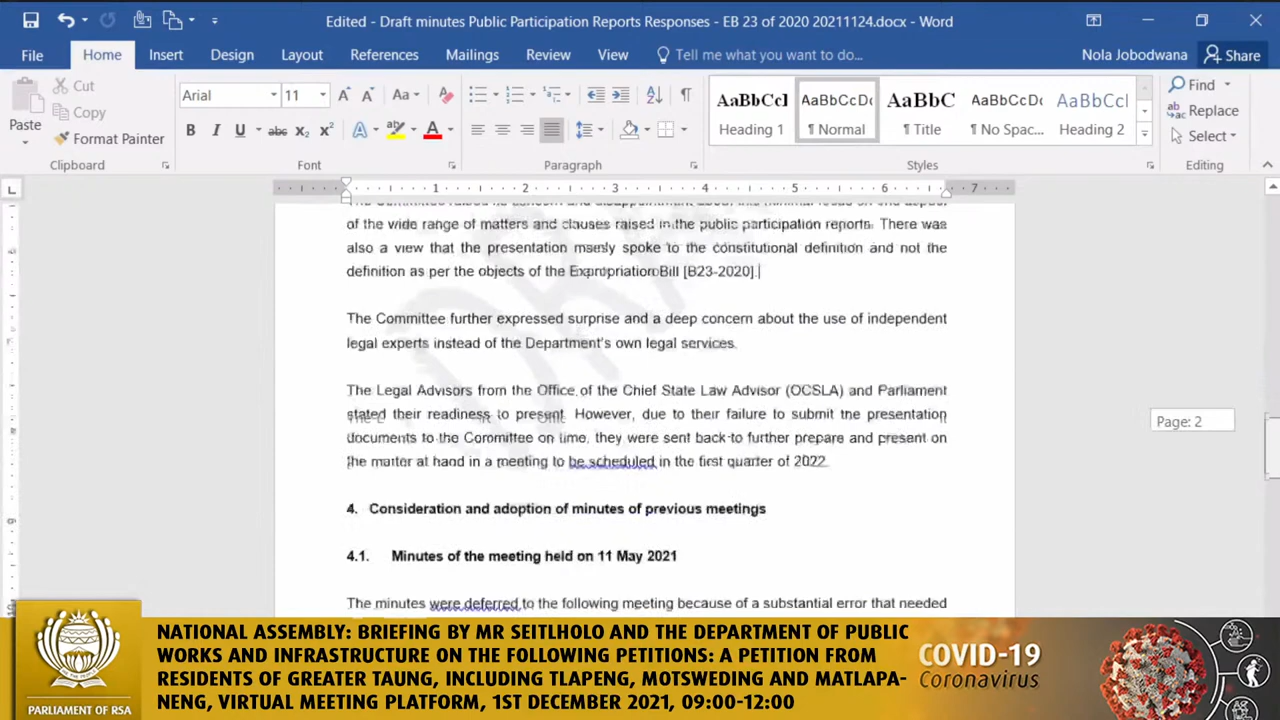 Edited - Draft minutes Public Participation Reports Responses - EB 23 of 2020 20211124.docx - Word
File Home Insert Design Layout References Mailings Review View Tell me what you want to do... Nola Jobodwana Share
Paste
Cut
Copy
Format Painter
Clipboard
Arial 11
Font
Paragraph
AaBbCcI AaBbCcDc AaBbC AaBbCcDc AaBbCcI
Heading 1 ¶ Normal ¶ Title ¶ No Spac... Heading 2
Styles
Find
Replace
Select
Editing
1 2 3 4 5 6 7
of the wide range of matters and clauses raised in the public participation reports. There was
also a view that the presentation merely spoke to the constitutional definition and not the
definition as per the objects of the Expropriation Bill [B23-2020].
The Committee further expressed surprise and a deep concern about the use of independent
legal experts instead of the Department's own legal services.
The Legal Advisors from the Office of the Chief State Law Advisor (OCSLA) and Parliament
stated their readiness to present. However, due to their failure to submit the presentation
documents to the Committee on time, they were sent back to further prepare and present on
the matter at hand in a meeting to be scheduled in the first quarter of 2022.
Page: 2
4. Consideration and adoption of minutes of previous meetings
4.1. Minutes of the meeting held on 11 May 2021
The minutes were deferred to the following meeting because of a substantial error that needed
PARLIAMENT OF RSA
NATIONAL ASSEMBLY: BRIEFING BY MR SEITLHOLO AND THE DEPARTMENT OF PUBLIC
WORKS AND INFRASTRUCTURE ON THE FOLLOWING PETITIONS: A PETITION FROM
RESIDENTS OF GREATER TAUNG, INCLUDING TLAPENG, MOTSWEDING AND MATLAPA-
NENG, VIRTUAL MEETING PLATFORM, 1ST DECEMBER 2021, 09:00-12:00
COVID-19
Coronavirus